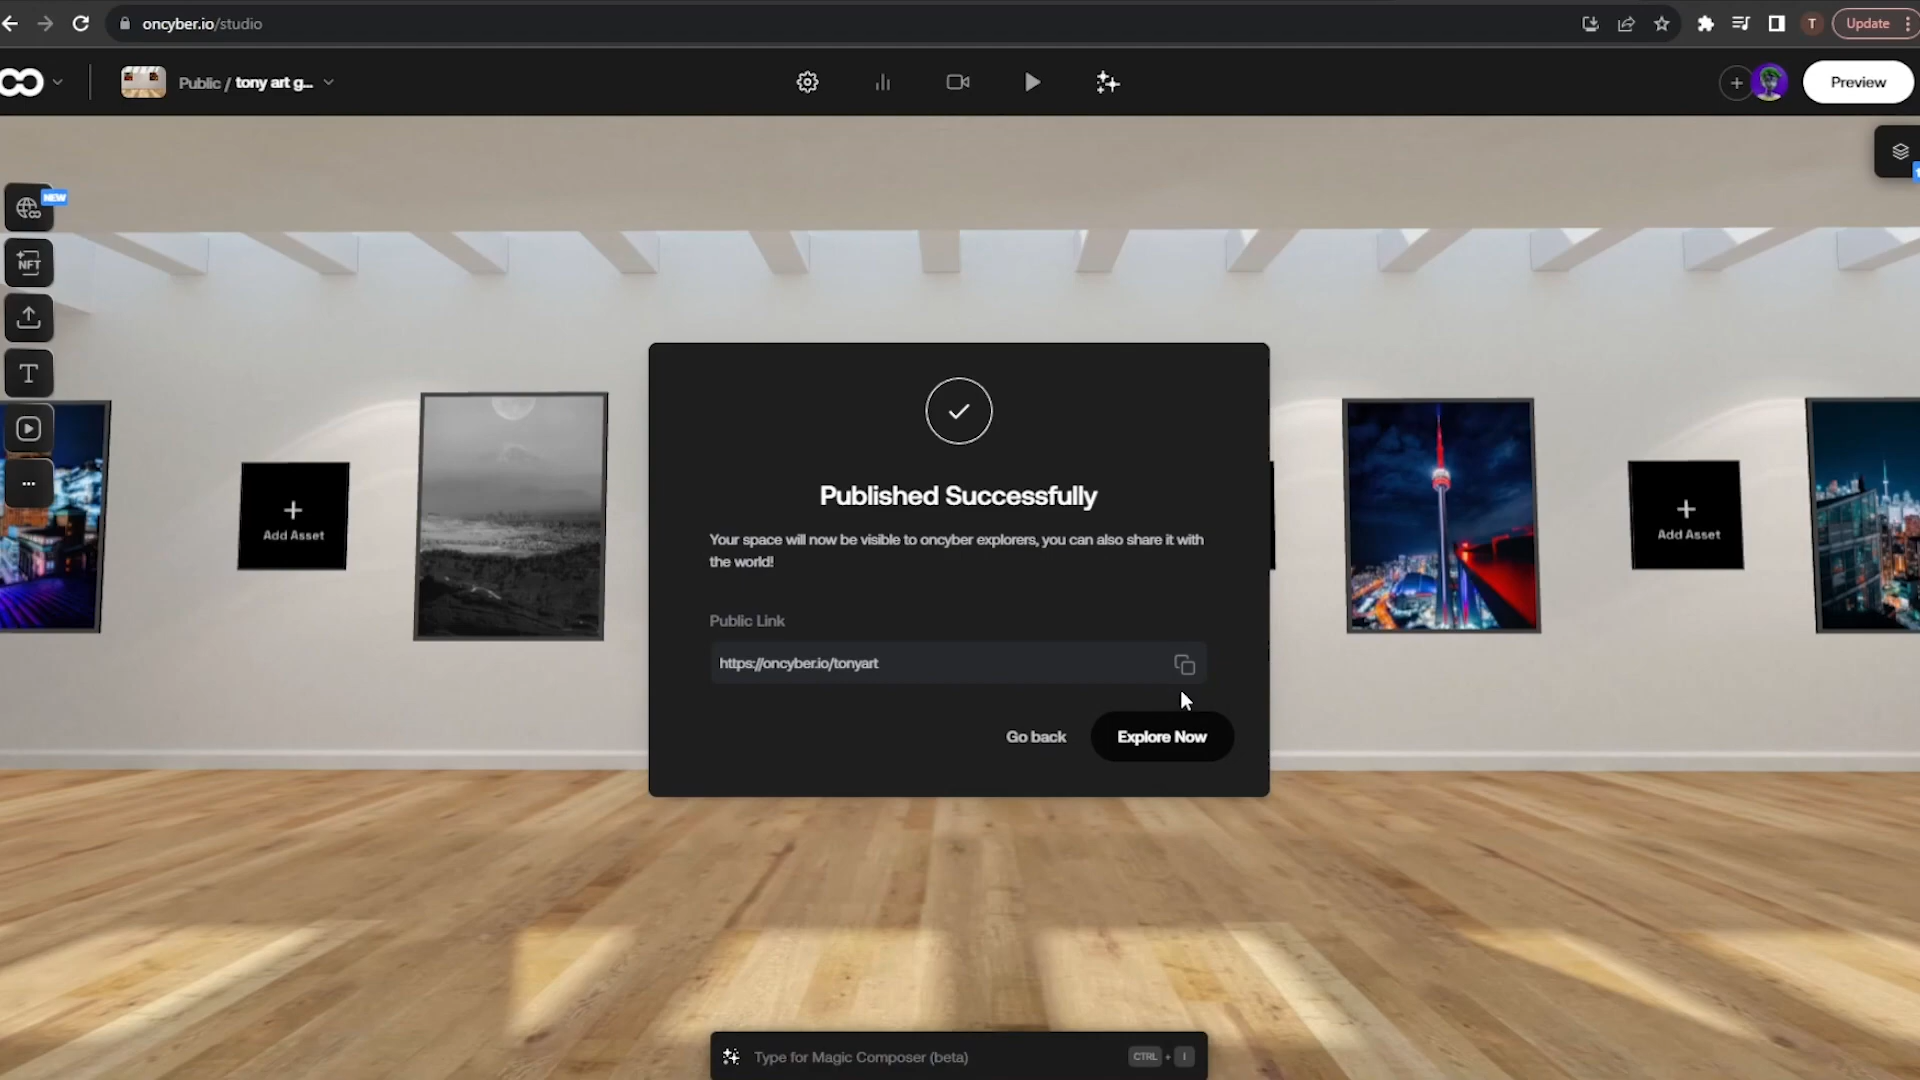 oncyber.io/studio
T
Update
Public / tony art g...
Preview
NEW
NFT
T
Add Asset
Add Asset
Published Successfully
Your space will now be visible to oncyber explorers, you can also share it with
the world!
Public Link
https://oncyber.io/tonyart
Go back
Explore Now
Type for Magic Composer (beta)
CTRL + I